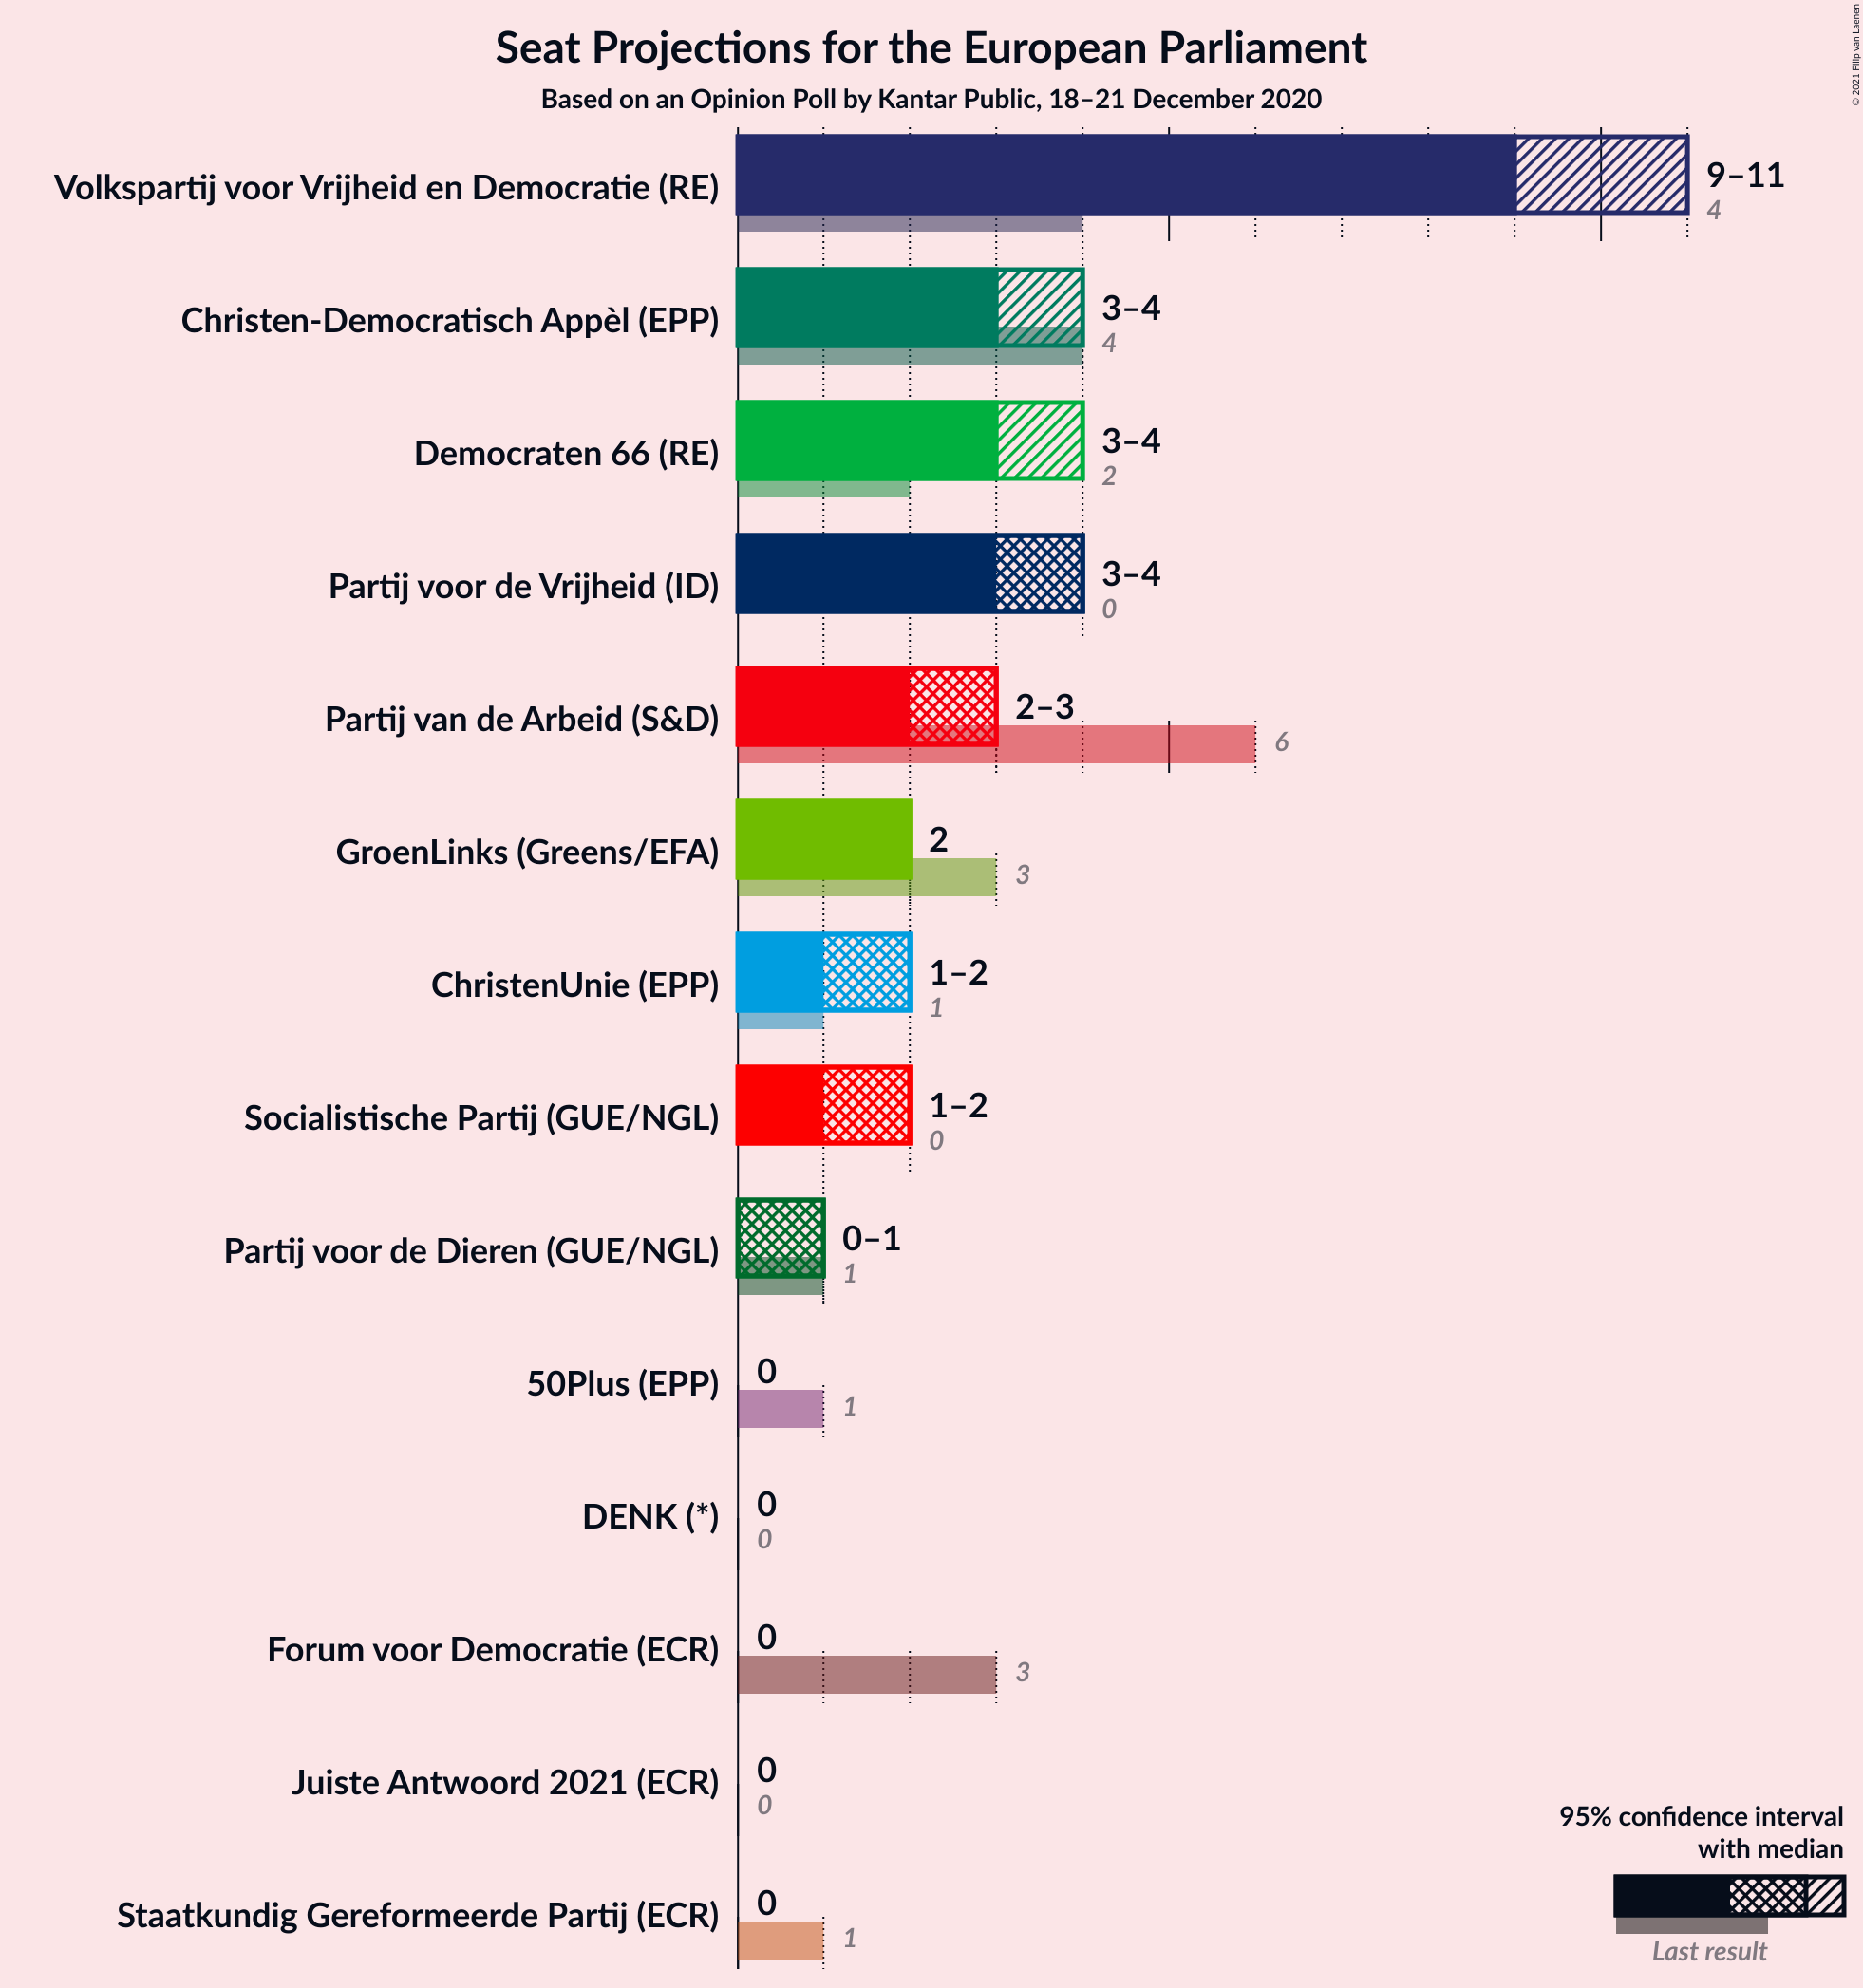 Seat Projections for the European Parliament
Based on an Opinion Poll by Kantar Public, 18–21 December 2020
© 2021 Filip van Laenen
Volkspartij voor Vrijheid en Democratie (RE)
9–11
4
Christen-Democratisch Appèl (EPP)
3–4
4
Democraten 66 (RE)
3–4
2
Partij voor de Vrijheid (ID)
3–4
0
Partij van de Arbeid (S&D)
2–3
6
GroenLinks (Greens/EFA)
2
3
ChristenUnie (EPP)
1–2
1
Socialistische Partij (GUE/NGL)
1–2
0
Partij voor de Dieren (GUE/NGL)
0–1
1
50Plus (EPP)
0
1
DENK (*)
0
0
Forum voor Democratie (ECR)
0
3
Juiste Antwoord 2021 (ECR)
0
0
Staatkundig Gereformeerde Partij (ECR)
0
1
95% confidence interval
with median
Last result